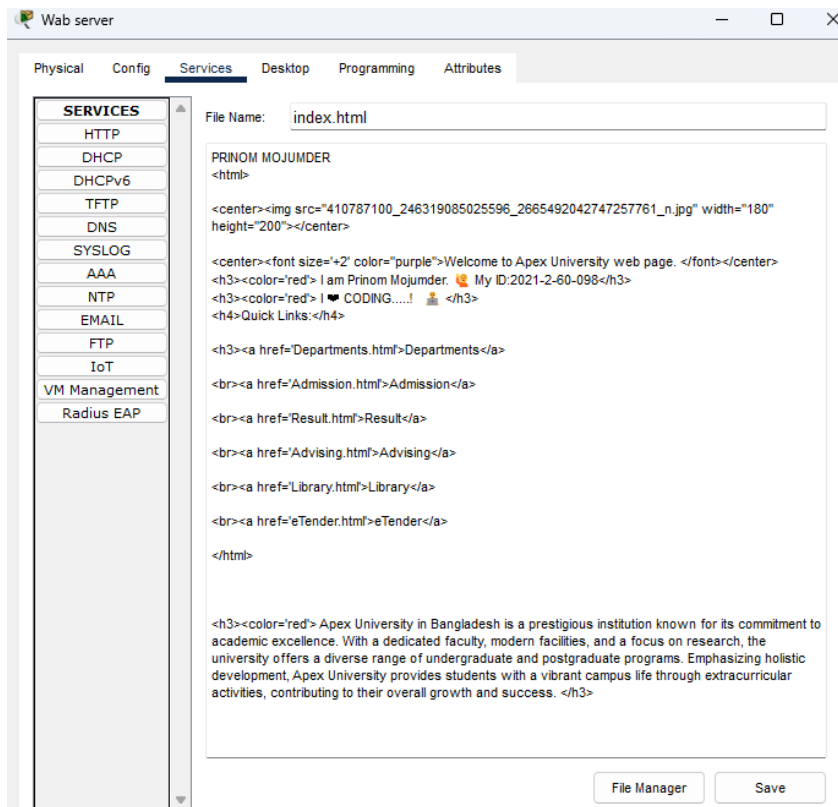 Wab server
Physical Config Services Desktop Programming Attributes
SERVICES
HTTP
DHCP
DHCPv6
TFTP
DNS
SYSLOG
AAA
NTP
EMAIL
FTP
IoT
VM Management
Radius EAP
File Name: index.html
PRINOM MOJUMDER
<html>
<center><img src="410787100_246319085025596_2665492042747257761_n.jpg" width="180"
height="200"></center>
<center><font size='+2' color="purple">Welcome to Apex University web page. </font></center>
<h3><color='red'> I am Prinom Mojumder. 🙋 My ID:2021-2-60-098</h3>
<h3><color='red'> I ❤ CODING.....! 👨‍💻 </h3>
<h4>Quick Links:</h4>
<h3><a href='Departments.html'>Departments</a>
<br><a href='Admission.html'>Admission</a>
<br><a href='Result.html'>Result</a>
<br><a href='Advising.html'>Advising</a>
<br><a href='Library.html'>Library</a>
<br><a href='eTender.html'>eTender</a>
</html>
<h3><color='red'> Apex University in Bangladesh is a prestigious institution known for its commitment to
academic excellence. With a dedicated faculty, modern facilities, and a focus on research, the
university offers a diverse range of undergraduate and postgraduate programs. Emphasizing holistic
development, Apex University provides students with a vibrant campus life through extracurricular
activities, contributing to their overall growth and success. </h3>
File Manager Save